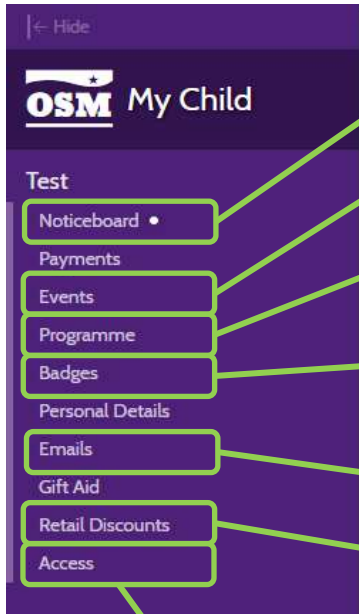 |← Hide
OSM My Child
Test
Noticeboard •
Payments
Events
Programme
Badges
Personal Details
Emails
Gift Aid
Retail Discounts
Access